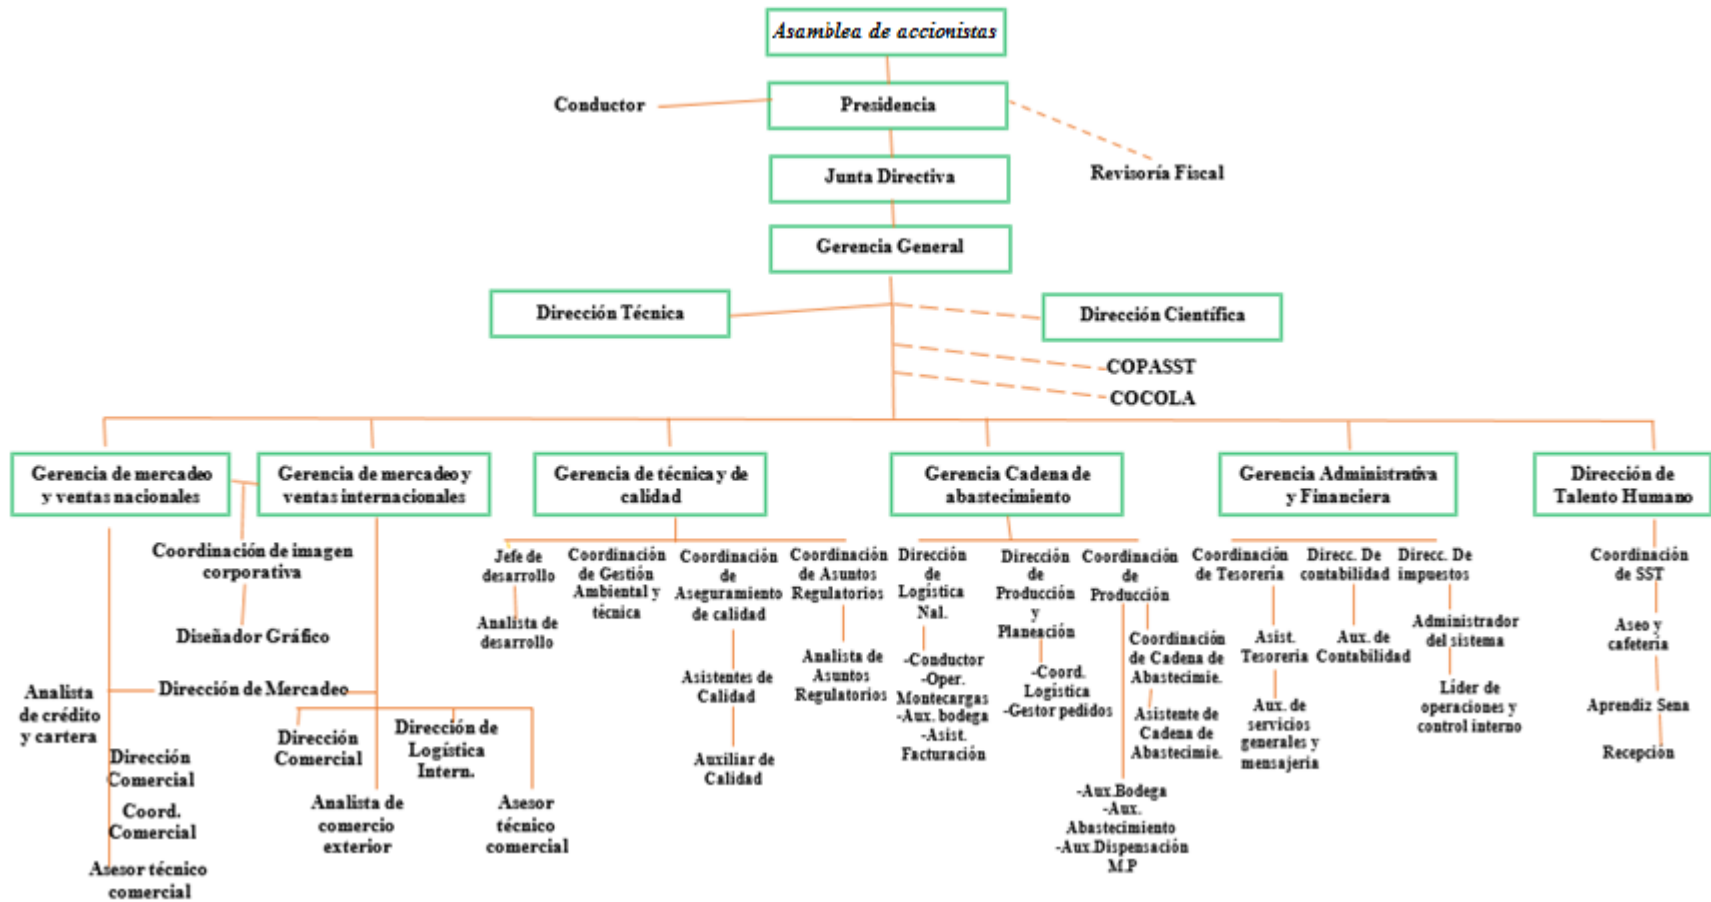 Asamblea de accionistas
Conductor
Presidencia
Revisoría Fiscal
Junta Directiva
Gerencia General
Dirección Técnica
Dirección Científica
COPASST
COCOLA
Gerencia de mercadeo
y ventas nacionales
Gerencia de mercadeo y
ventas internacionales
Gerencia de técnica y de
calidad
Gerencia Cadena de
abastecimiento
Gerencia Administrativa
y Financiera
Dirección de
Talento Humano
Coordinación de imagen
corporativa
Diseñador Gráfico
Analista
de crédito
y cartera
Dirección de Mercadeo
Dirección
Comercial
Coord.
Comercial
Asesor técnico
comercial
Dirección
Comercial
Dirección de
Logística
Intern.
Analista de
comercio
exterior
Asesor
técnico
comercial
Jefe de
desarrollo
Analista de
desarrollo
Coordinación
de Gestión
Ambiental y
técnica
Coordinación
de
Aseguramiento
de calidad
Asistentes de
Calidad
Auxiliar de
Calidad
Coordinación
de Asuntos
Regulatorios
Analista de
Asuntos
Regulatorios
Dirección
de
Logística
Nal.
-Conductor
-Oper.
Montecargas
-Aux. bodega
-Asist.
Facturación
Dirección
de
Producción
y
Planeación
-Coord.
Logística
-Gestor pedidos
Coordinación
de
Producción
Coordinación
de Cadena de
Abastecimie.
Asistente de
Cadena de
Abastecimie.
-Aux.Bodega
-Aux.
Abastecimiento
-Aux.Dispensación
M.P
Coordinación
de Tesorería
Asist.
Tesorería
Aux. de
servicios
generales y
mensajería
Direcc. De
contabilidad
Aux. de
Contabilidad
Direcc. De
impuestos
Administrador
del sistema
Líder de
operaciones y
control interno
Coordinación
de SST
Aseo y
cafetería
Aprendiz Sena
Recepción